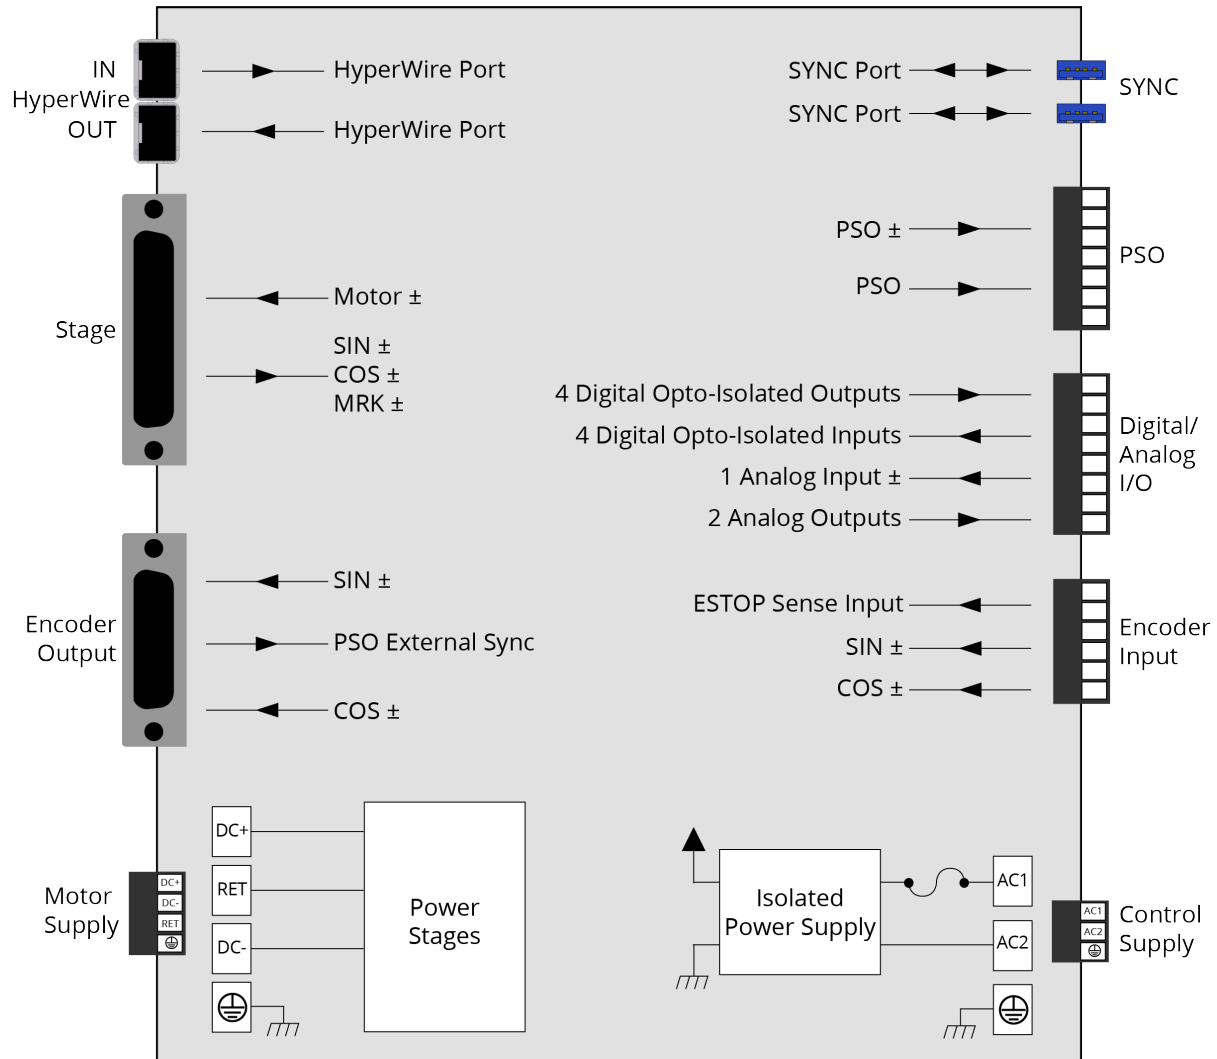 IN
HyperWire
OUT
HyperWire Port
HyperWire Port
SYNC Port
SYNC Port
SYNC
Stage
Motor ±
SIN ±
COS ±
MRK ±
PSO ±
PSO
PSO
4 Digital Opto-Isolated Outputs
4 Digital Opto-Isolated Inputs
1 Analog Input ±
2 Analog Outputs
Digital/
Analog
I/O
Encoder
Output
SIN ±
PSO External Sync
COS ±
ESTOP Sense Input
SIN ±
COS ±
Encoder
Input
Motor
Supply
DC+
DC-
RET
DC+
RET
DC-
Power
Stages
Isolated
Power Supply
AC1
AC2
AC1
AC2
Control
Supply